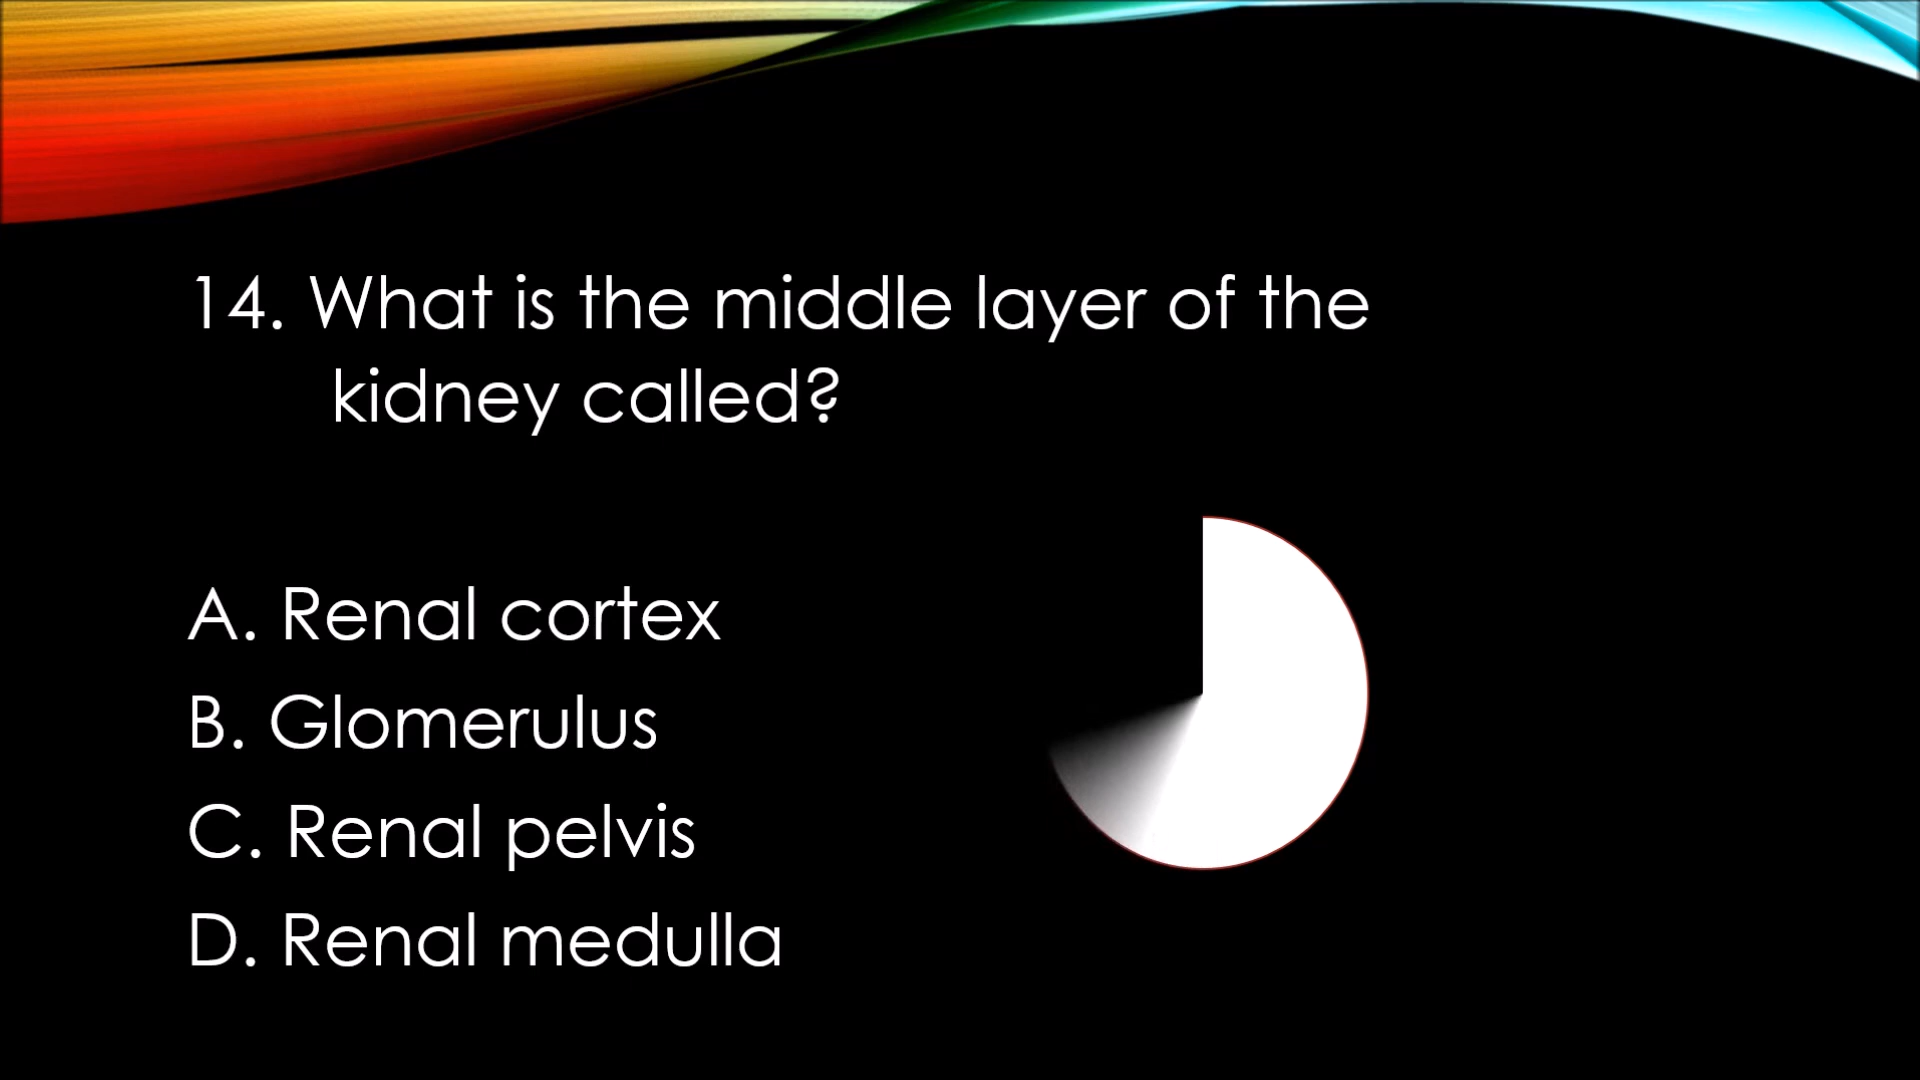 14. What is the middle layer of the
kidney called?
A. Renal cortex
B. Glomerulus
C. Renal pelvis
D. Renal medulla